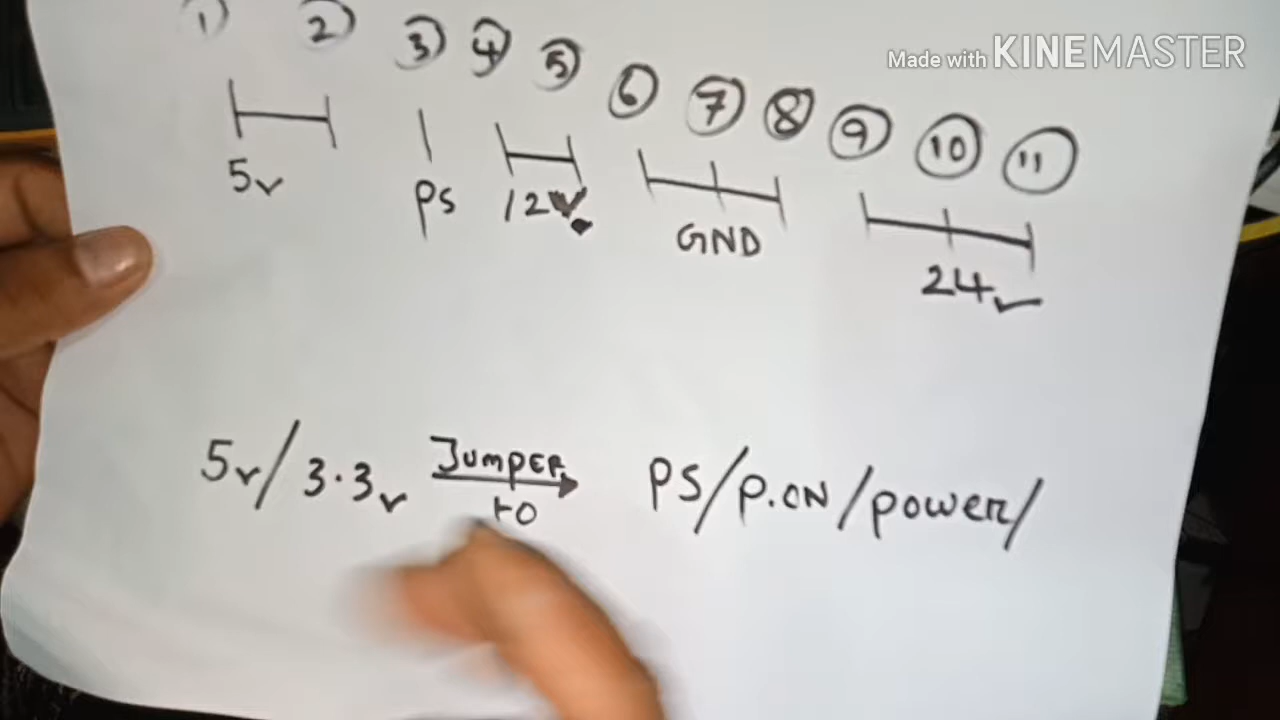 Made with KINEMASTER
① ② ③ ④ ⑤ ⑥ ⑦ ⑧ ⑨ ⑩ ⑪
5v PS 12v. GND 24v
5v/3.3v Jumper to PS/P.ON/power/